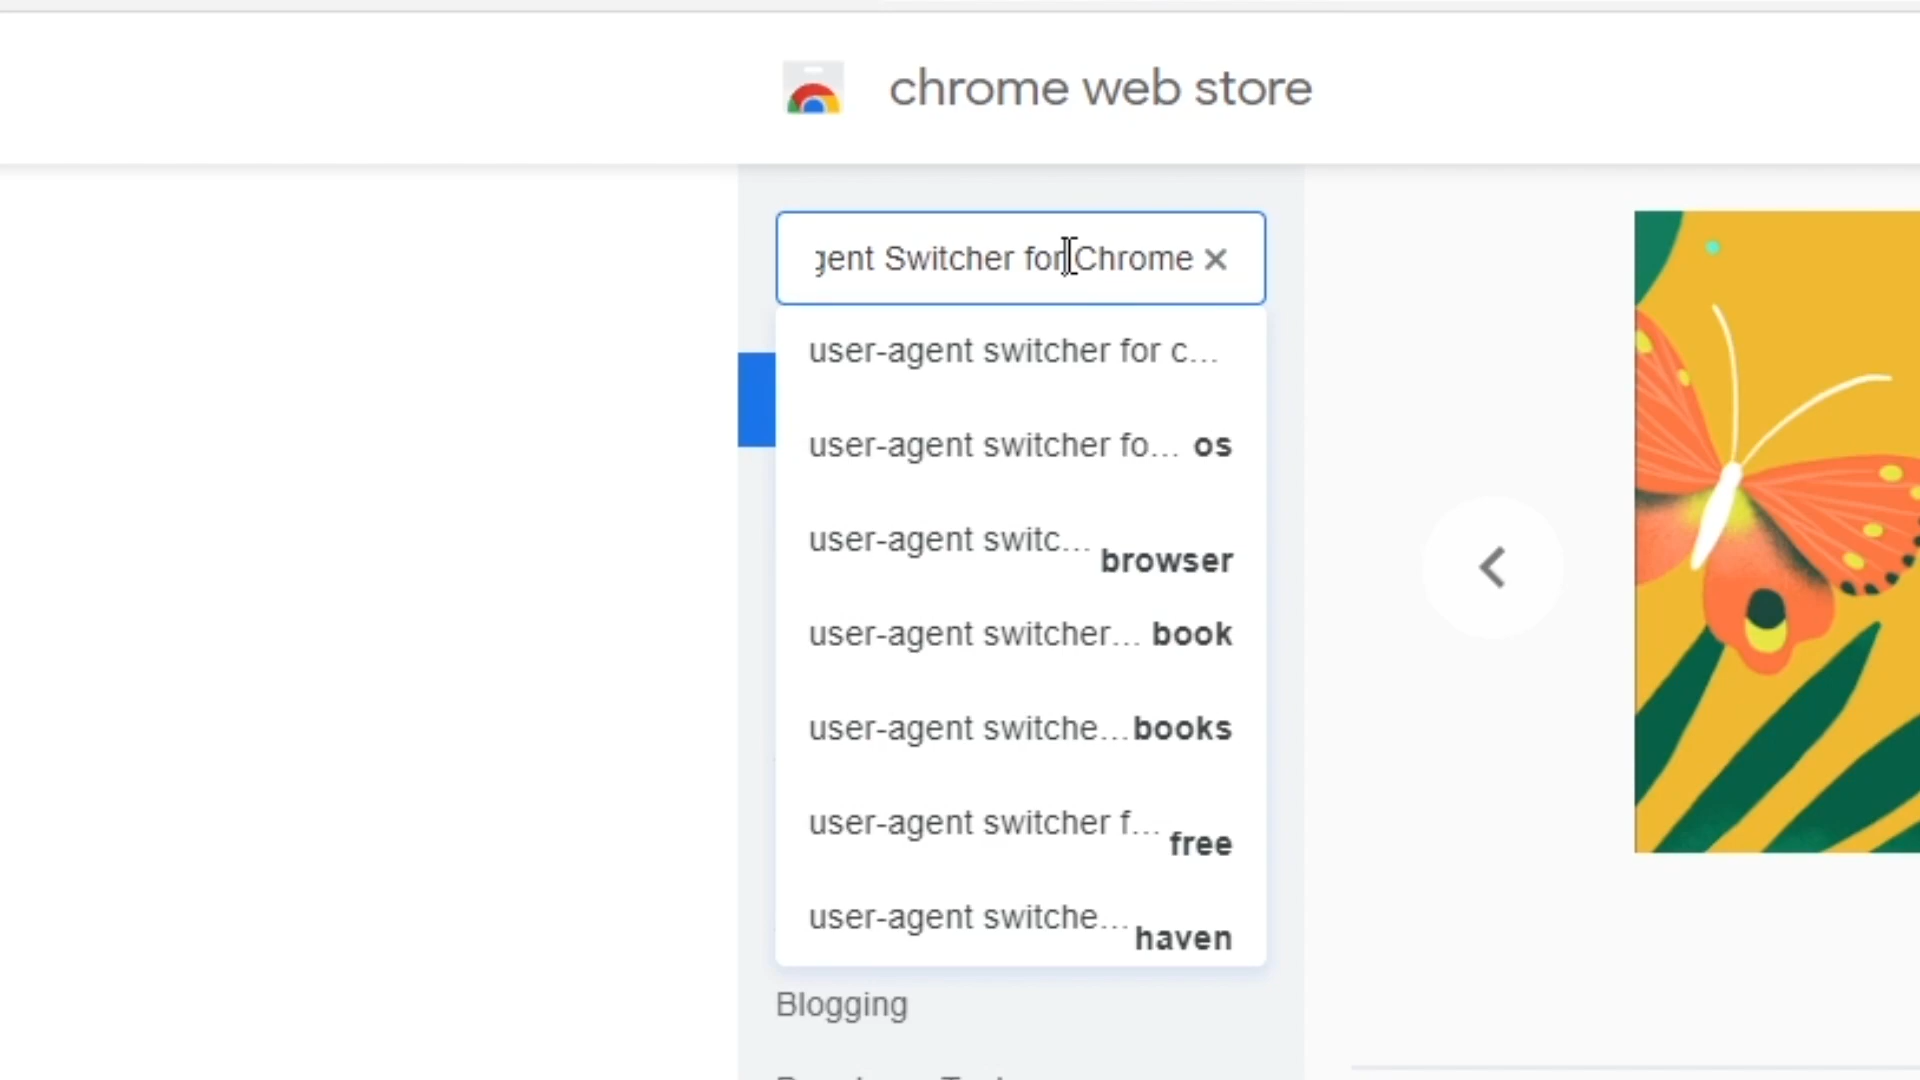 chrome web store
gent Switcher for Chrome
user-agent switcher for c...
user-agent switcher fo... os
user-agent switc... browser
user-agent switcher... book
user-agent switche... books
user-agent switcher f... free
user-agent switche... haven
Blogging